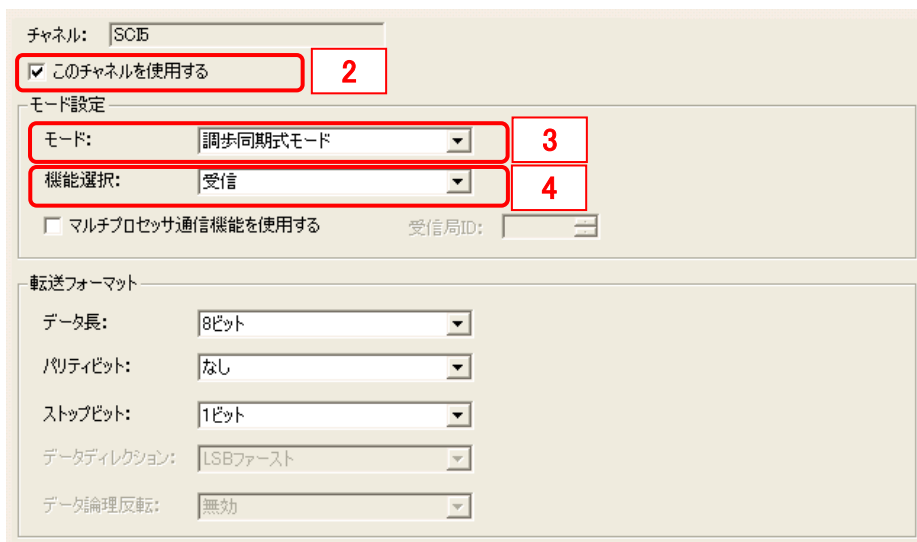 チャネル: SCI5
このチャネルを使用する 2
モード設定
モード: 調歩同期式モード 3
機能選択: 受信 4
マルチプロセッサ通信機能を使用する 受信局ID:
転送フォーマット
データ長: 8ビット
パリティビット: なし
ストップビット: 1ビット
データディレクション: LSBファースト
データ論理反転: 無効